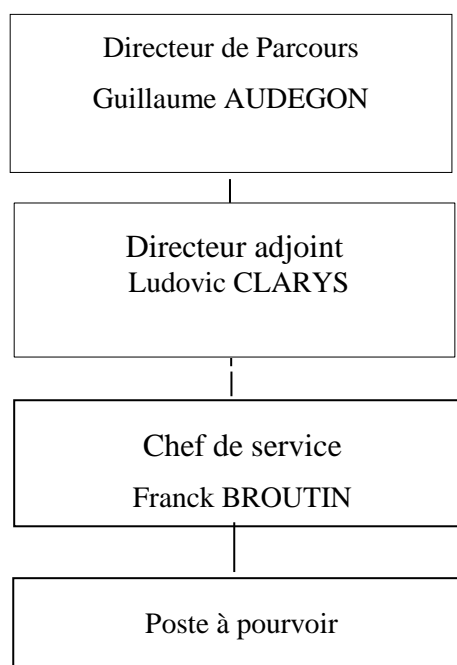 Directeur de Parcours
Guillaume AUDEGON
Directeur adjoint
Ludovic CLARYS
Chef de service
Franck BROUTIN
Poste à pourvoir